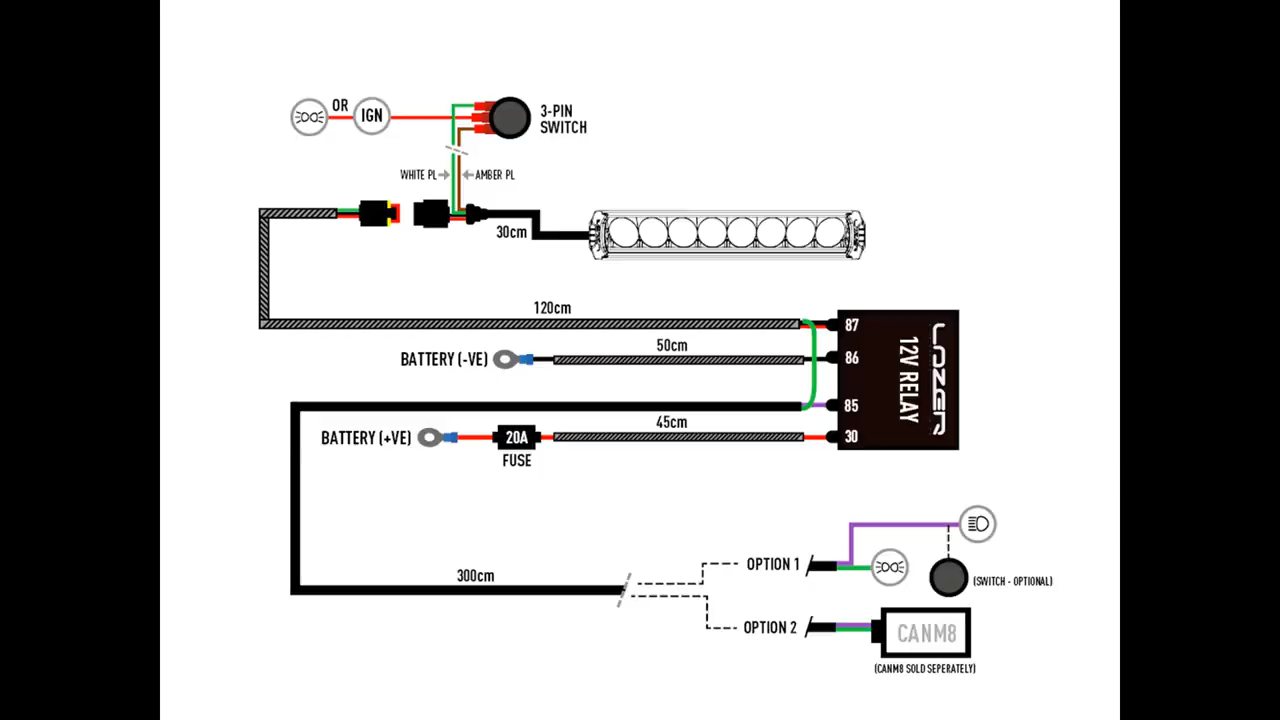 OR
IGN
3-PIN
SWITCH
WHITE PL
AMBER PL
30cm
120cm
87
BATTERY (-VE)
50cm
86
LAZER
12V RELAY
85
BATTERY (+VE)
20A
FUSE
45cm
30
300cm
OPTION 1
(SWITCH - OPTIONAL)
OPTION 2
CANM8
(CANM8 SOLD SEPERATELY)